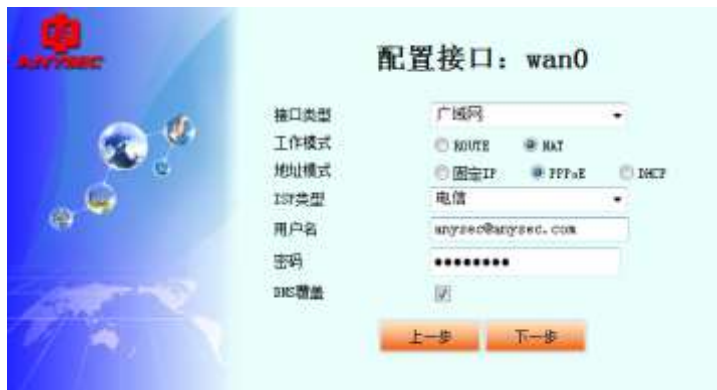 ANYSEC
配置接口：wan0
接口类型 广域网
工作模式 ROUTE NAT
地址模式 固定IP PPPoE DHCP
ISP类型 电信
用户名 anysec@anysec.com
密码 ●●●●●●●●
DNS覆盖
上一步 下一步